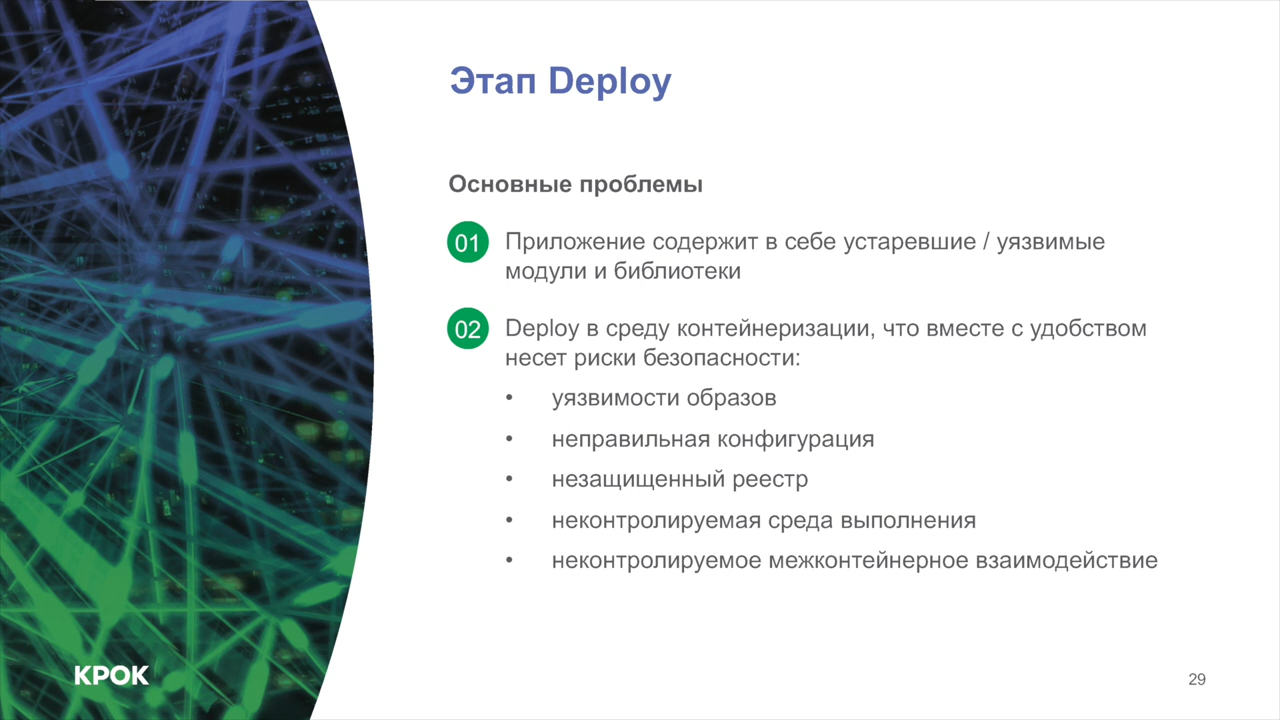 Этап Deploy
Основные проблемы
01 Приложение содержит в себе устаревшие / уязвимые
модули и библиотеки
02 Deploy в среду контейнеризации, что вместе с удобством
несет риски безопасности:
• уязвимости образов
• неправильная конфигурация
• незащищенный реестр
• неконтролируемая среда выполнения
• неконтролируемое межконтейнерное взаимодействие
КРОК
29